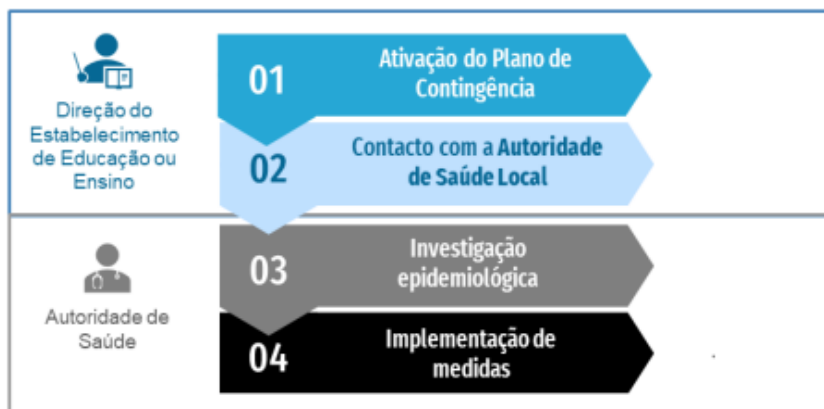 Direção do
Estabelecimento
de Educação ou
Ensino
01
Ativação do Plano de
Contingência
02
Contacto com a Autoridade
de Saúde Local
Autoridade de
Saúde
03
Investigação
epidemiológica
04
Implementação de
medidas